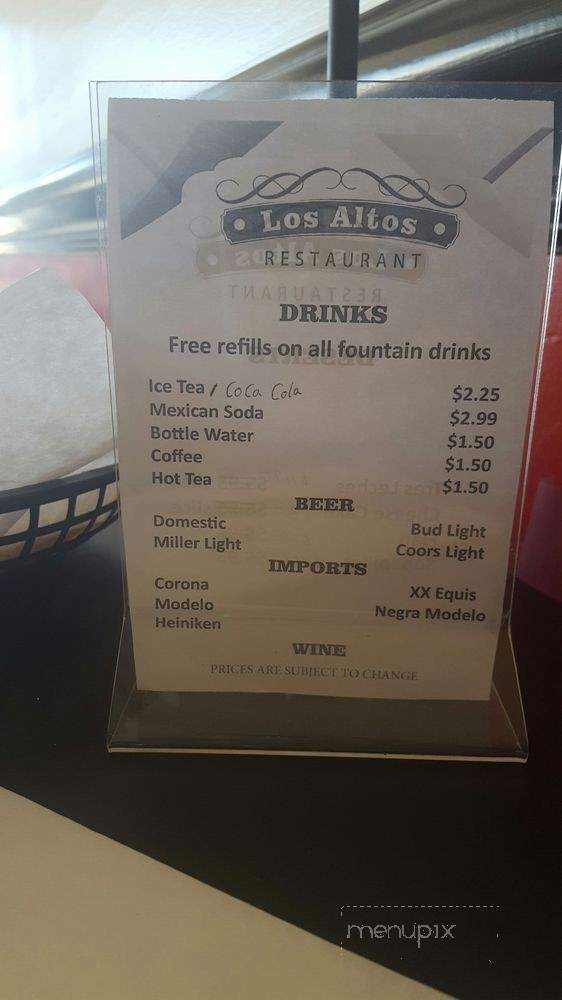 • Los Altos •
RESTAURANT
DRINKS
Free refills on all fountain drinks
Ice Tea / Coca Cola $2.25
Mexican Soda $2.99
Bottle Water $1.50
Coffee $1.50
Hot Tea $1.50
BEER
Domestic Bud Light
Miller Light Coors Light
IMPORTS
Corona XX Equis
Modelo Negra Modelo
Heiniken
WINE
PRICES ARE SUBJECT TO CHANGE
menupix